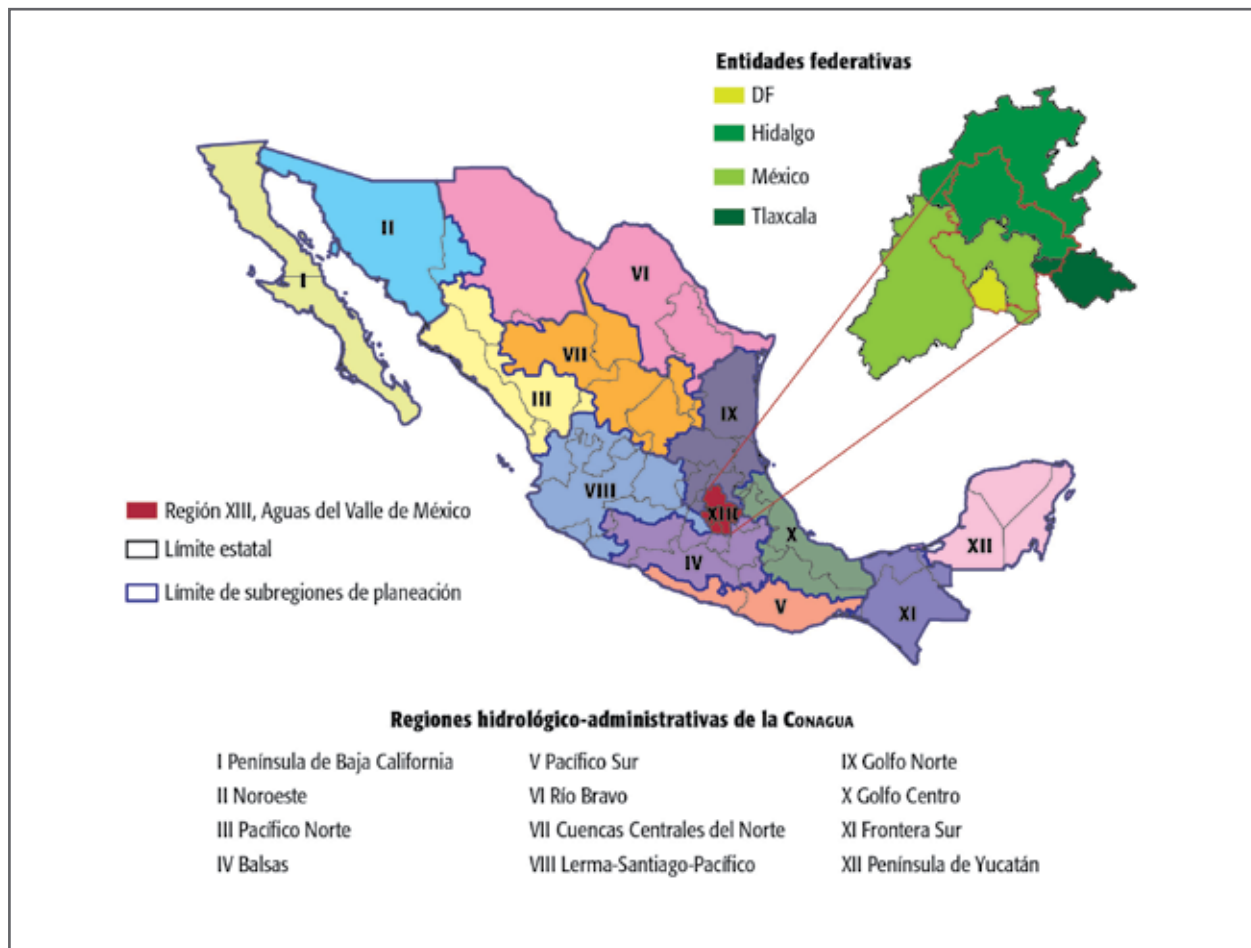 Entidades federativas
DF
Hidalgo
México
Tlaxcala
I
II
VI
VII
III
IX
VIII
XIII
X
IV
V
XII
XI
Región XIII, Aguas del Valle de México
Límite estatal
Límite de subregiones de planeación
Regiones hidrológico-administrativas de la CONAGUA
I Península de Baja California
II Noroeste
III Pacífico Norte
IV Balsas
V Pacífico Sur
VI Río Bravo
VII Cuencas Centrales del Norte
VIII Lerma-Santiago-Pacífico
IX Golfo Norte
X Golfo Centro
XI Frontera Sur
XII Península de Yucatán